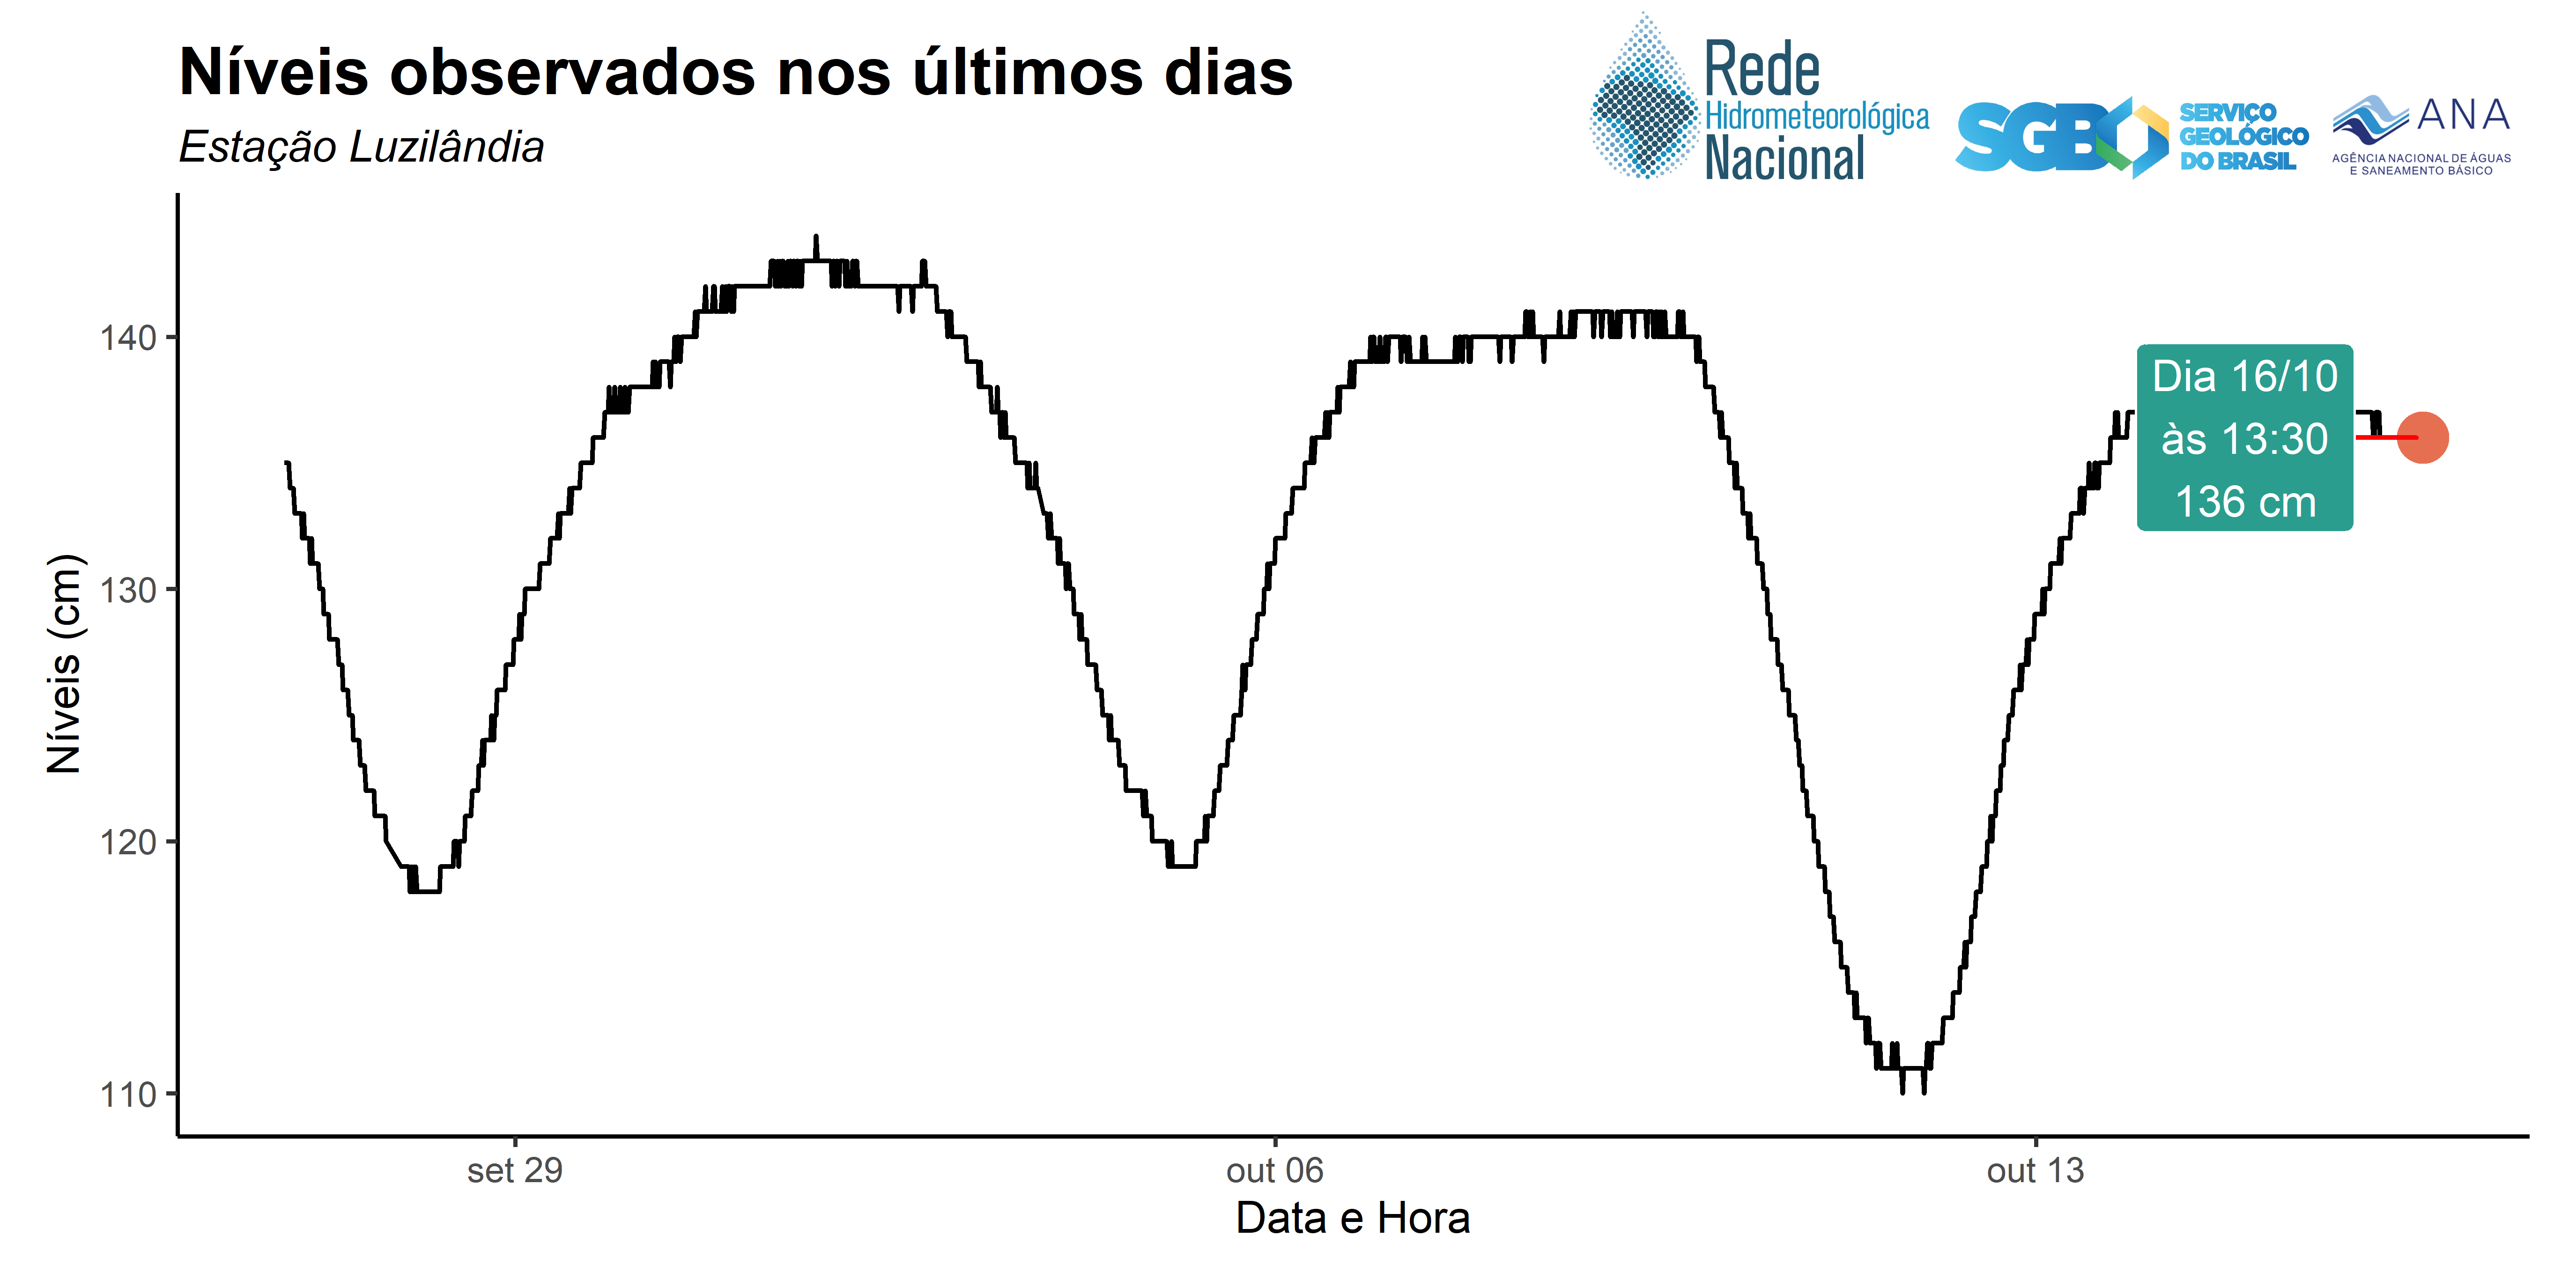 Níveis observados nos últimos dias
Estação Luzilândia
Rede
Hidrometeorológica
Nacional
SGB
SERVIÇO
GEOLÓGICO
DO BRASIL
ANA
AGÊNCIA NACIONAL DE ÁGUAS
E SANEAMENTO BÁSICO
Níveis (cm)
140
130
120
110
Dia 16/10
às 13:30
136 cm
set 29
out 06
out 13
Data e Hora